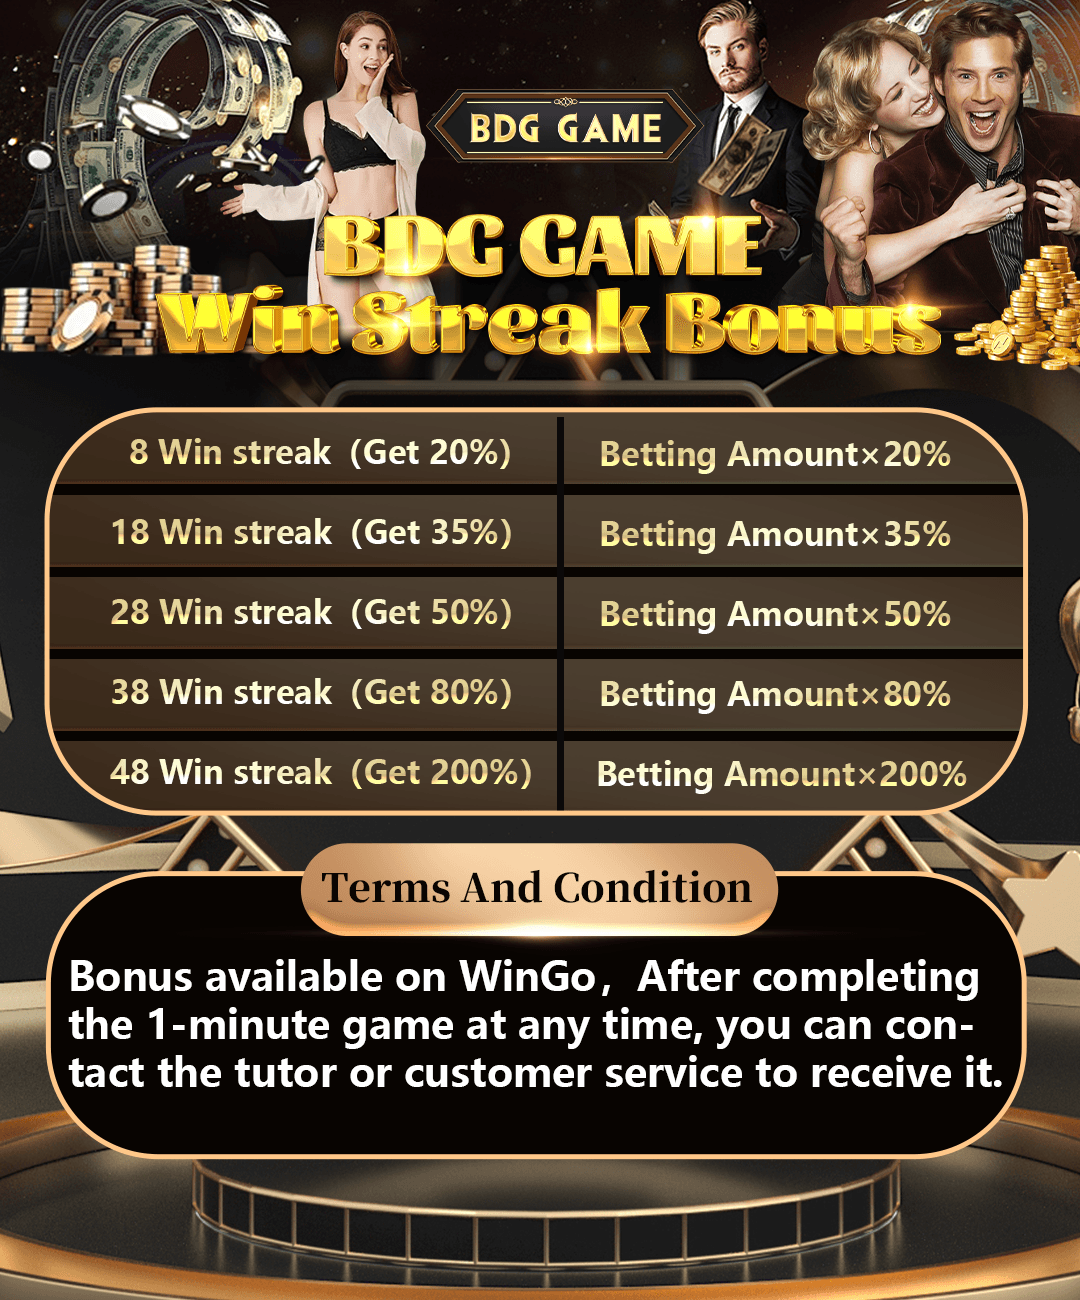 BDG GAME
BDG GAME
Win Streak Bonus
8 Win streak (Get 20%) Betting Amount×20%
18 Win streak (Get 35%) Betting Amount×35%
28 Win streak (Get 50%) Betting Amount×50%
38 Win streak (Get 80%) Betting Amount×80%
48 Win streak (Get 200%) Betting Amount×200%
Terms And Condition
Bonus available on WinGo，After completing
the 1-minute game at any time, you can con-
tact the tutor or customer service to receive it.